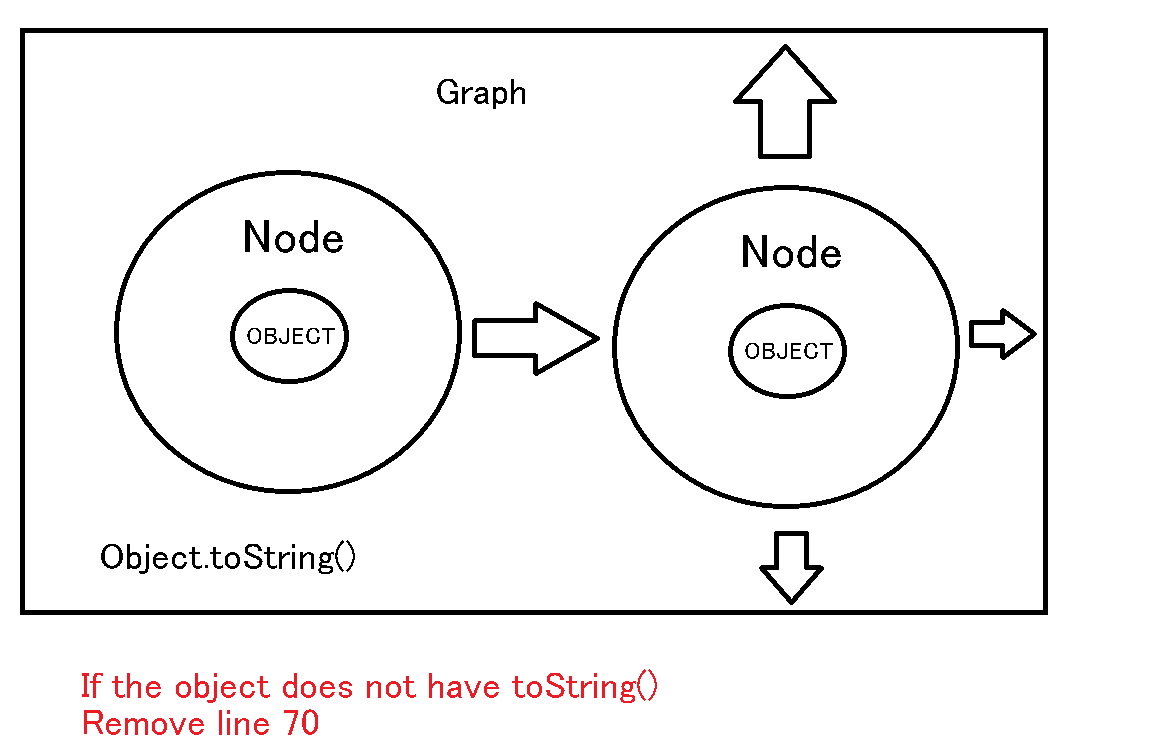 Graph
Node
OBJECT
Node
OBJECT
Object.toString()
If the object does not have toString()
Remove line 70